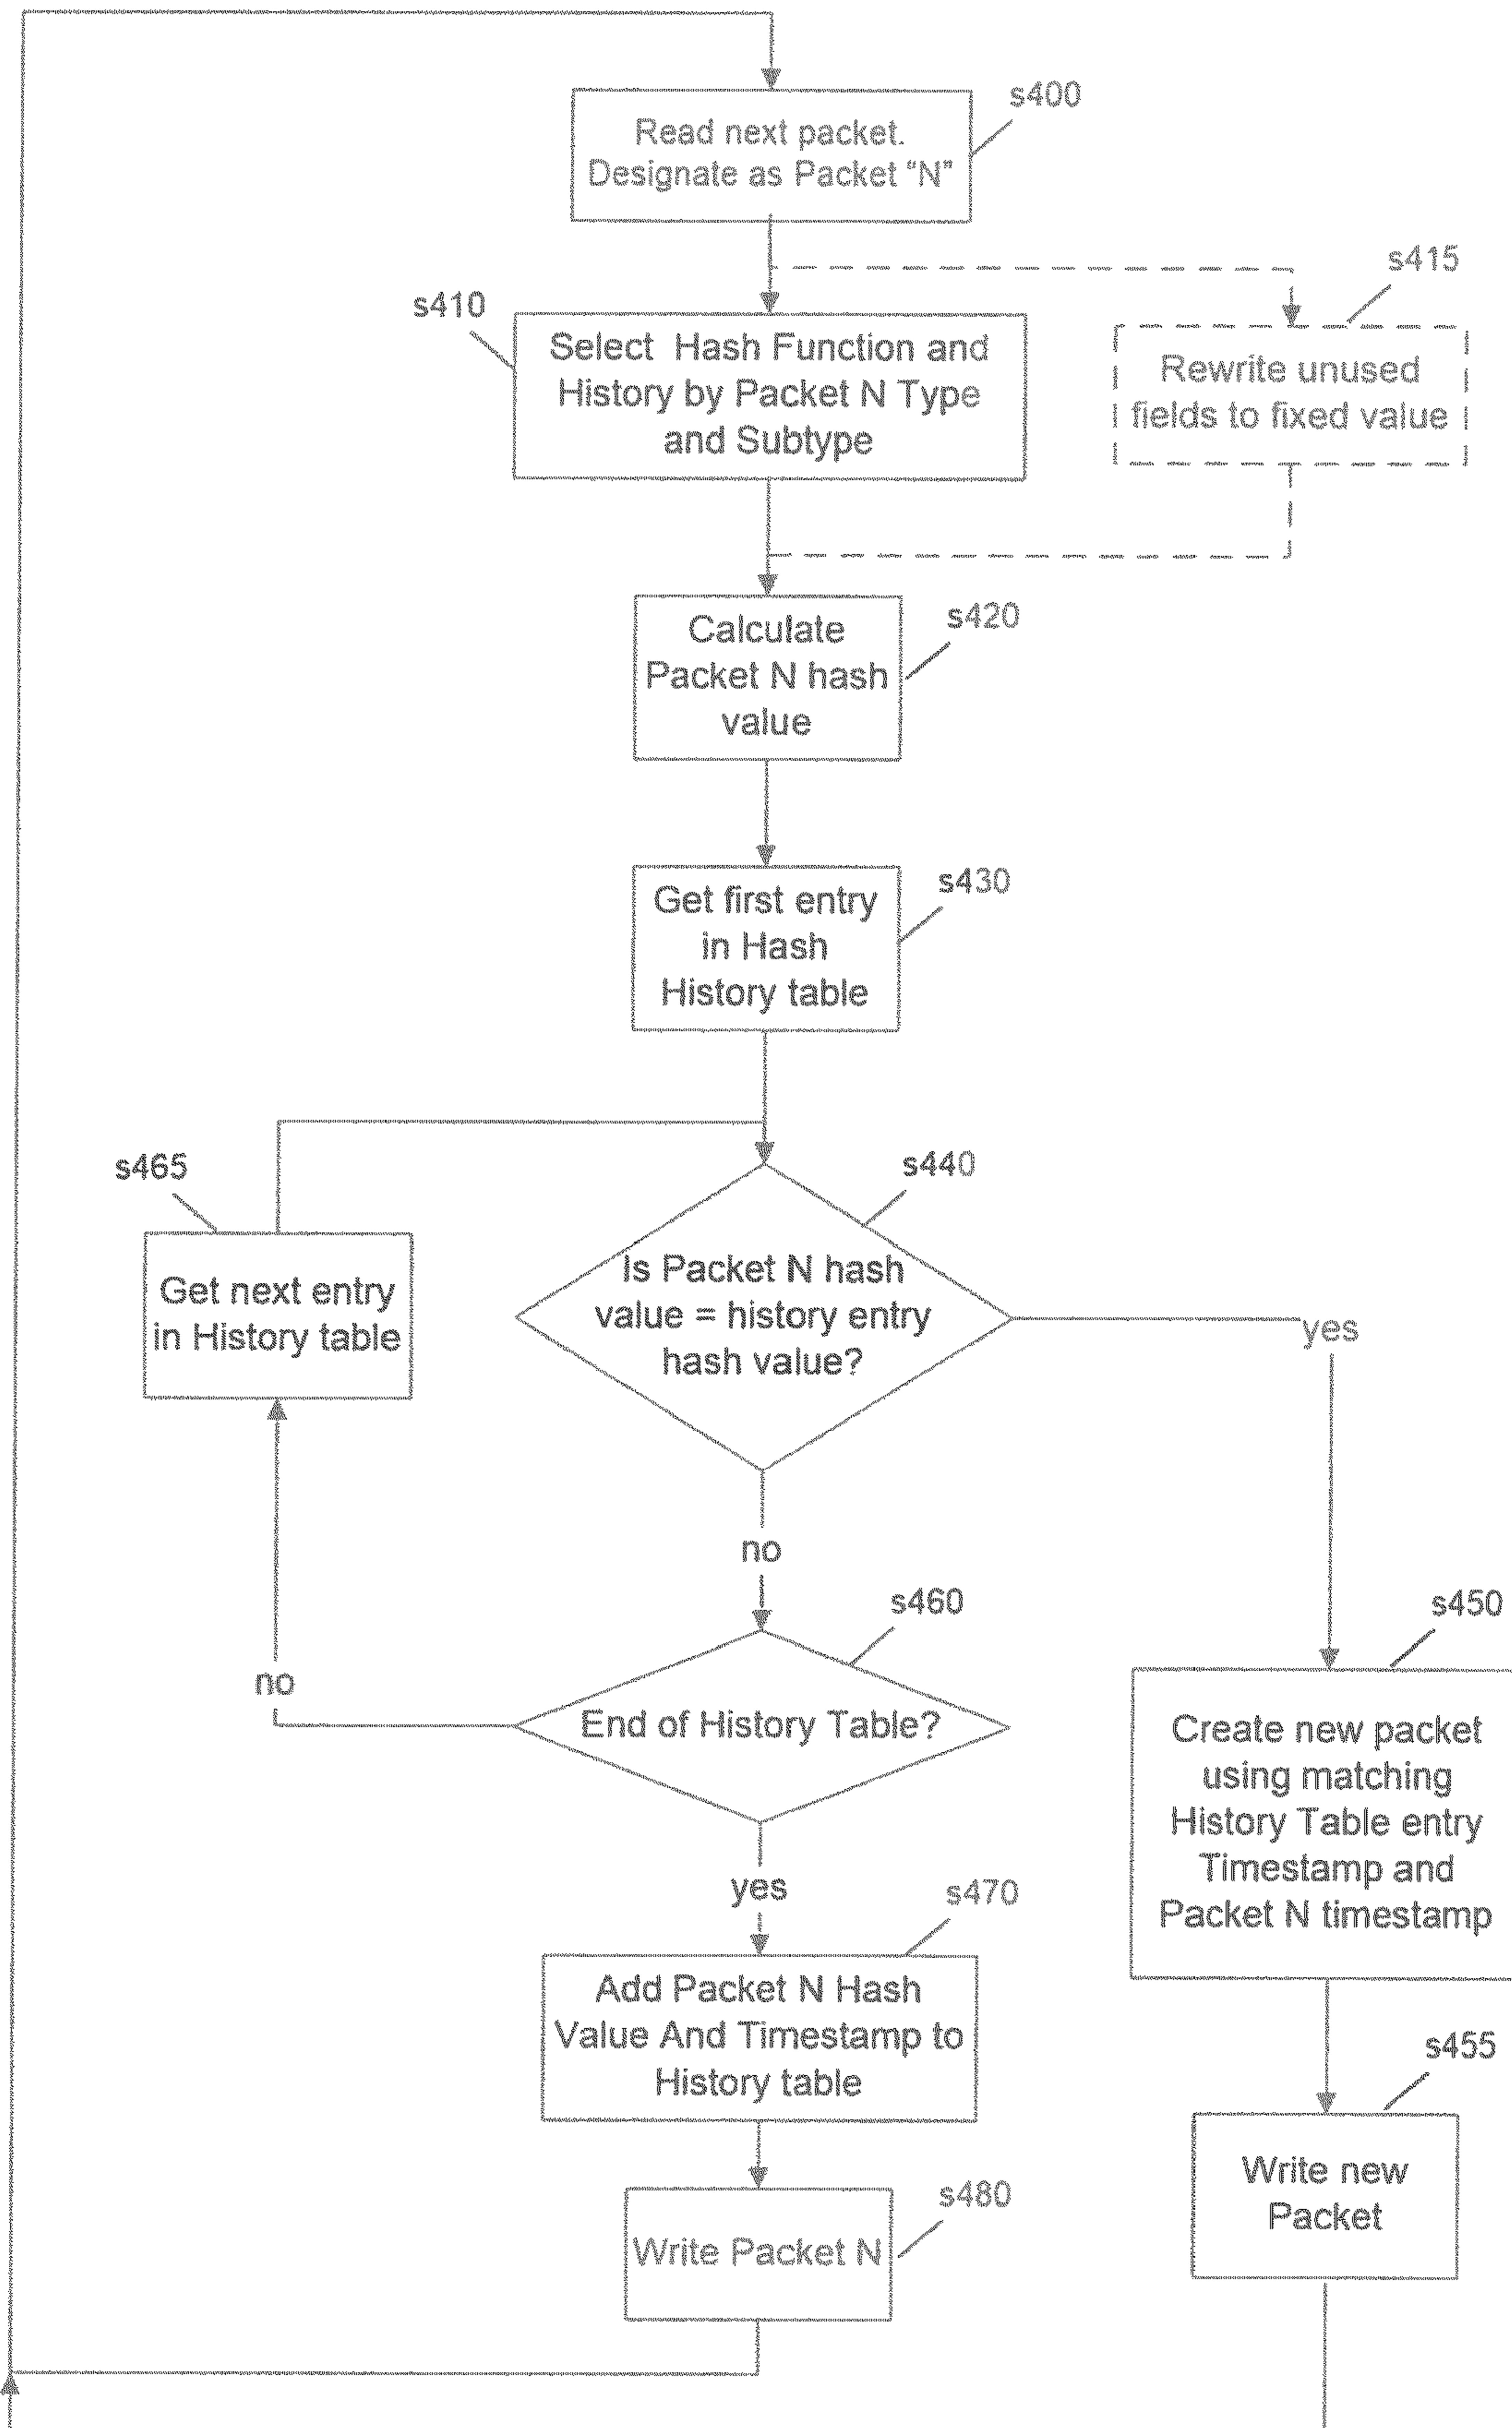 s400
Read next packet.
Designate as Packet “N”
s415
s410
Select Hash Function and
History by Packet N Type
and Subtype
Rewrite unused
fields to fixed value
Calculate
Packet N hash
value
s420
Get first entry
in Hash
History table
s430
s465
s440
Get next entry
in History table
Is Packet N hash
value = history entry
hash value?
yes
no
s460
s450
no
End of History Table?
Create new packet
using matching
History Table entry
Timestamp and
Packet N timestamp
yes
s470
Add Packet N Hash
Value And Timestamp to
History table
s455
Write new
Packet
s480
Write Packet N